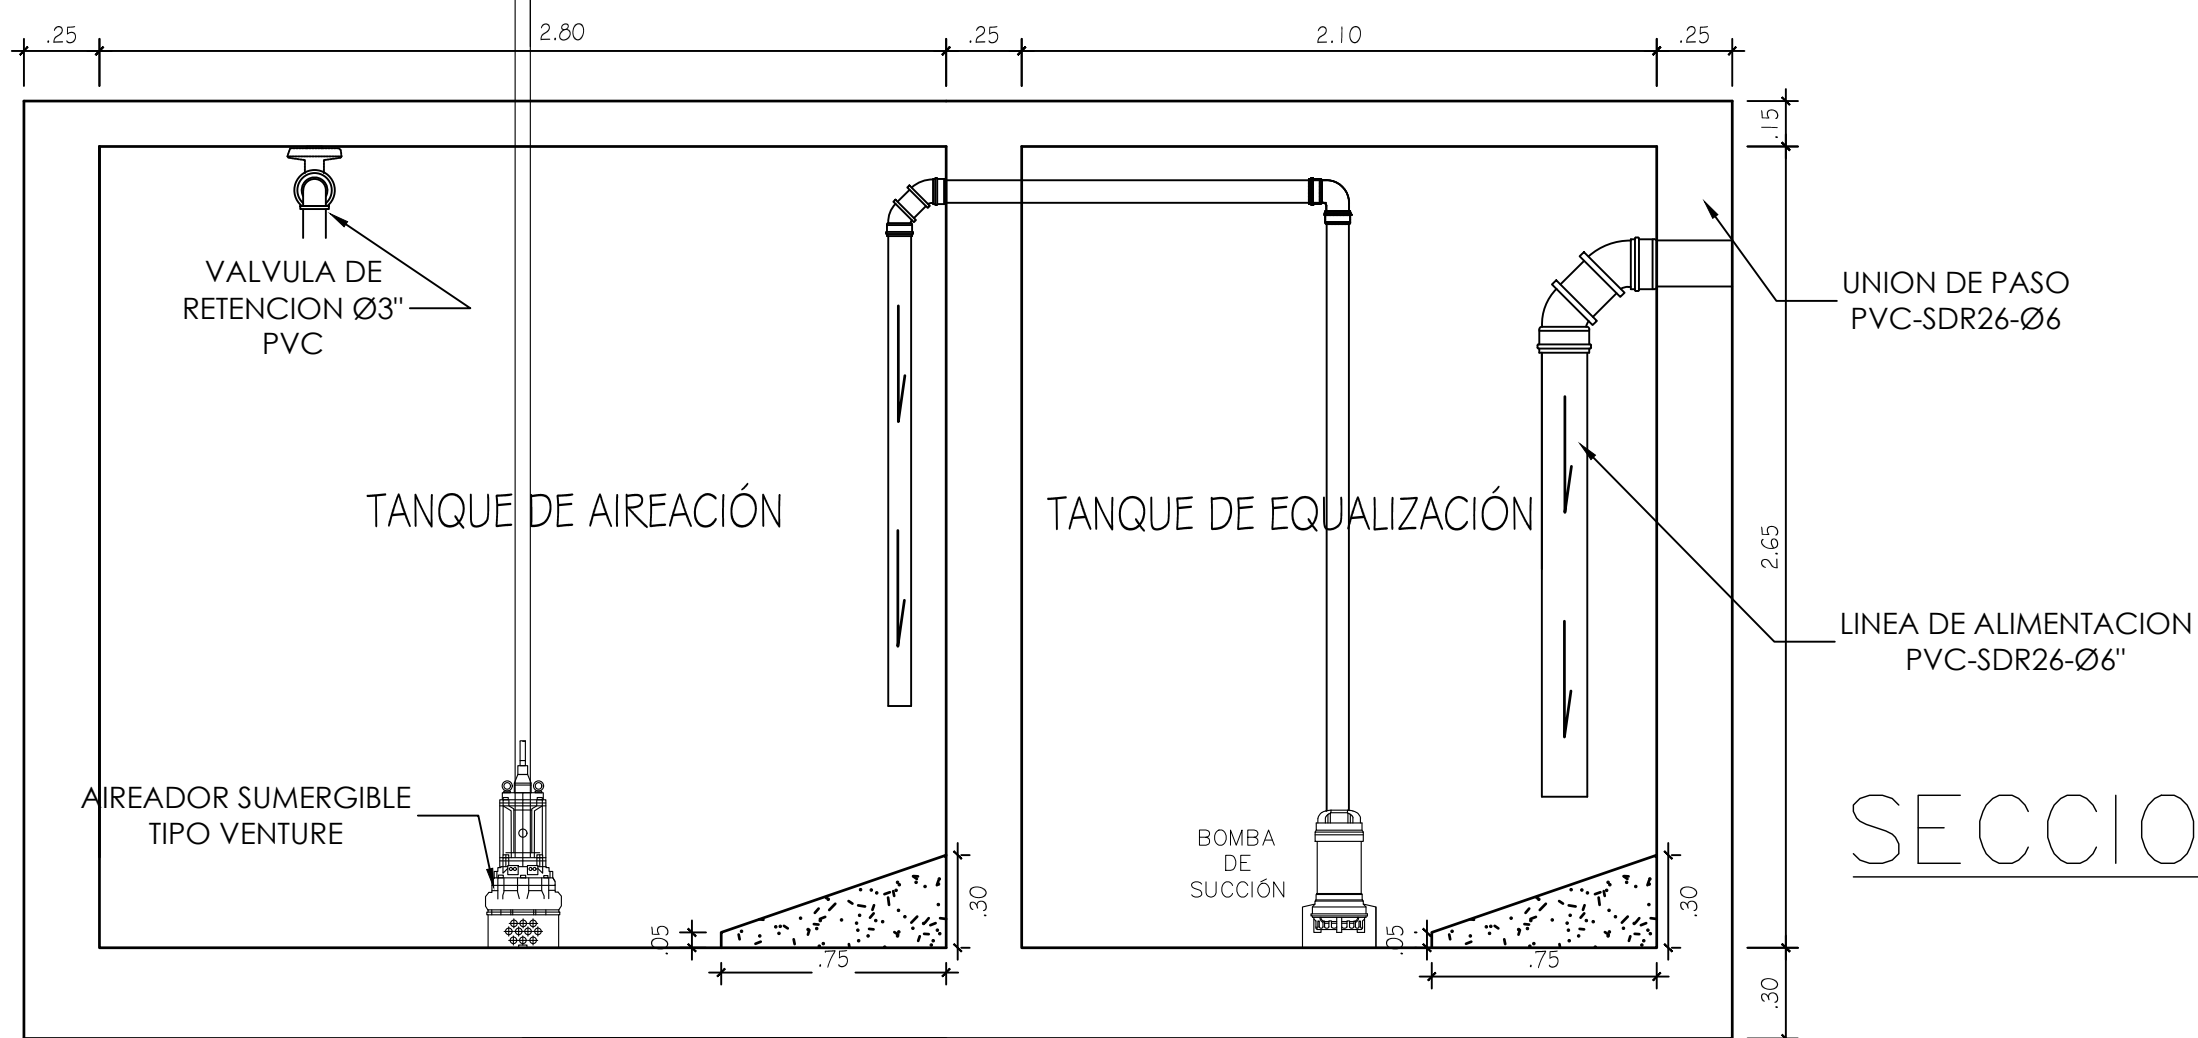 .25
2.80
.25
2.10
.25
.15
VALVULA DE
RETENCION Ø3"
PVC
UNION DE PASO
PVC-SDR26-Ø6
TANQUE DE AIREACIÓN
TANQUE DE EQUALIZACIÓN
2.65
LINEA DE ALIMENTACION
PVC-SDR26-Ø6"
AIREADOR SUMERGIBLE
TIPO VENTURE
BOMBA
DE
SUCCIÓN
SECCIO
.05
.75
.30
.05
.75
.30
.30